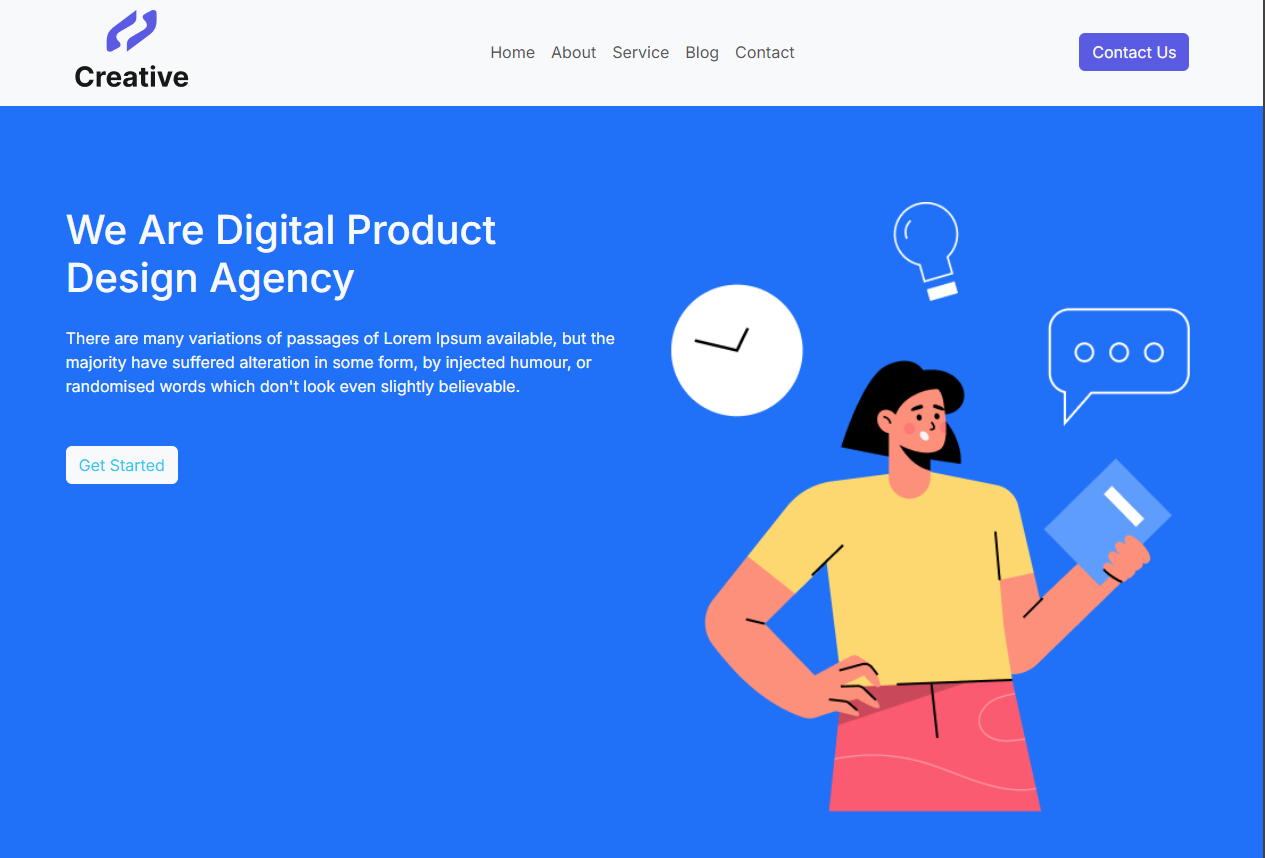 Creative
Home About Service Blog Contact
Contact Us
We Are Digital Product
Design Agency
There are many variations of passages of Lorem Ipsum available, but the
majority have suffered alteration in some form, by injected humour, or
randomised words which don't look even slightly believable.
Get Started